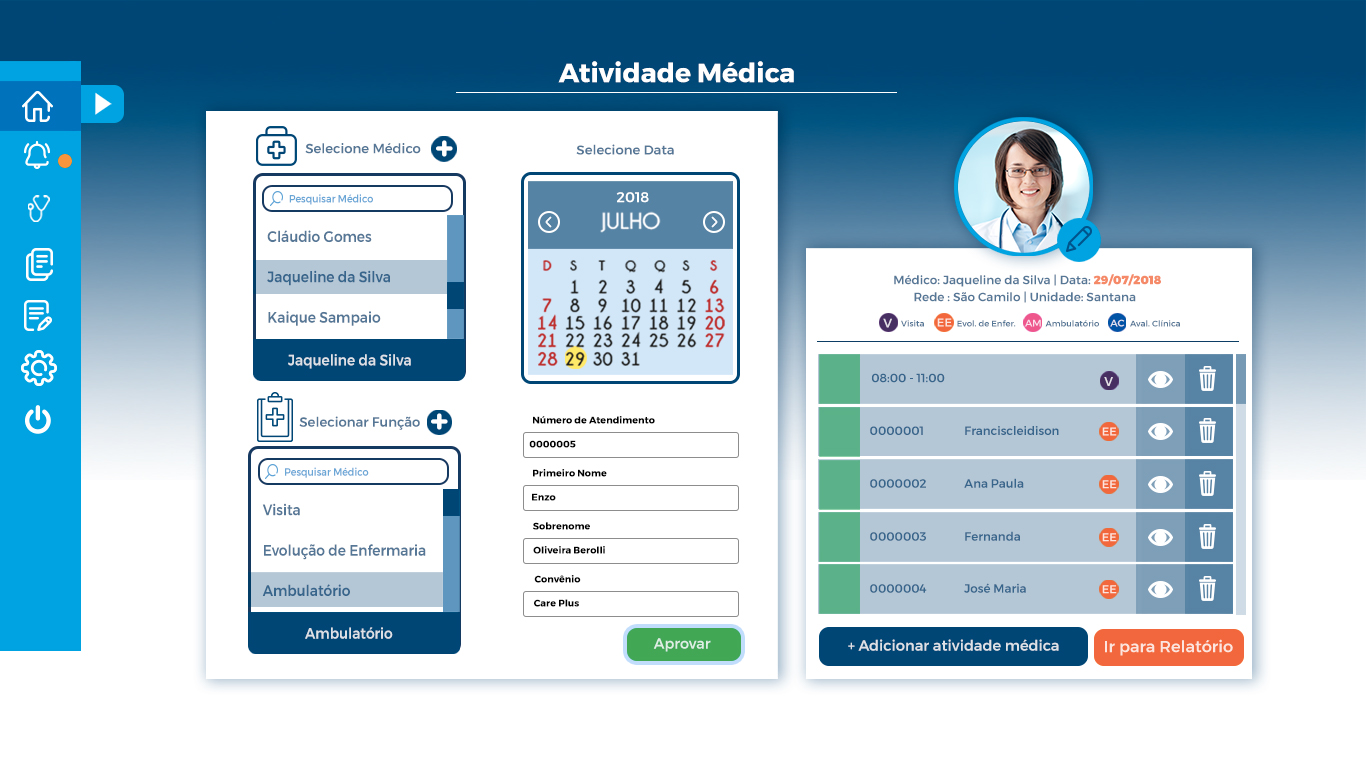 Atividade Médica
Selecione Médico
Pesquisar Médico
Cláudio Gomes
Jaqueline da Silva
Kaique Sampaio
Jaqueline da Silva
Selecionar Função
Pesquisar Médico
Visita
Evolução de Enfermaria
Ambulatório
Ambulatório
Selecione Data
2018
JULHO
D S T Q Q S S
1 2 3 4 5 6
7 8 9 10 11 12 13
14 15 16 17 18 19 20
21 22 23 24 25 26 27
28 29 30 31
Número de Atendimento
0000005
Primeiro Nome
Enzo
Sobrenome
Oliveira Berolli
Convênio
Care Plus
Aprovar
Médico: Jaqueline da Silva | Data: 29/07/2018
Rede : São Camilo | Unidade: Santana
V Visita EE Evol. de Enfer. AM Ambulatório AC Aval. Clínica
08:00 - 11:00 V
0000001 Franciscleidison EE
0000002 Ana Paula EE
0000003 Fernanda EE
0000004 José Maria EE
+ Adicionar atividade médica Ir para Relatório